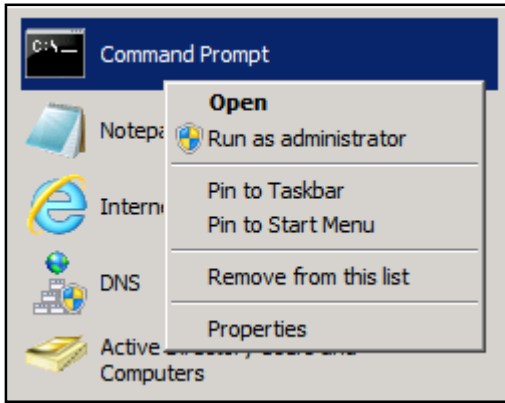 C:\
Command Prompt
Open
Notepa
Run as administrator
Pin to Taskbar
Intern
Pin to Start Menu
DNS
Remove from this list
Properties
Active
Computers